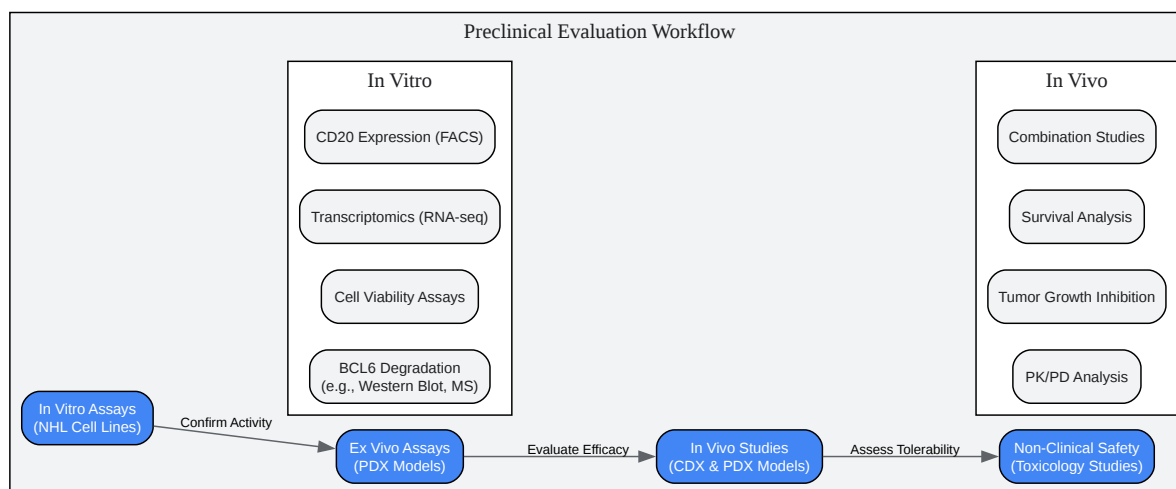 Preclinical Evaluation Workflow
In Vitro
CD20 Expression (FACS)
Transcriptomics (RNA-seq)
Cell Viability Assays
BCL6 Degradation
(e.g., Western Blot, MS)
In Vivo
Combination Studies
Survival Analysis
Tumor Growth Inhibition
PK/PD Analysis
In Vitro Assays
(NHL Cell Lines)
Confirm Activity
Ex Vivo Assays
(PDX Models)
Evaluate Efficacy
In Vivo Studies
(CDX & PDX Models)
Assess Tolerability
Non-Clinical Safety
(Toxicology Studies)